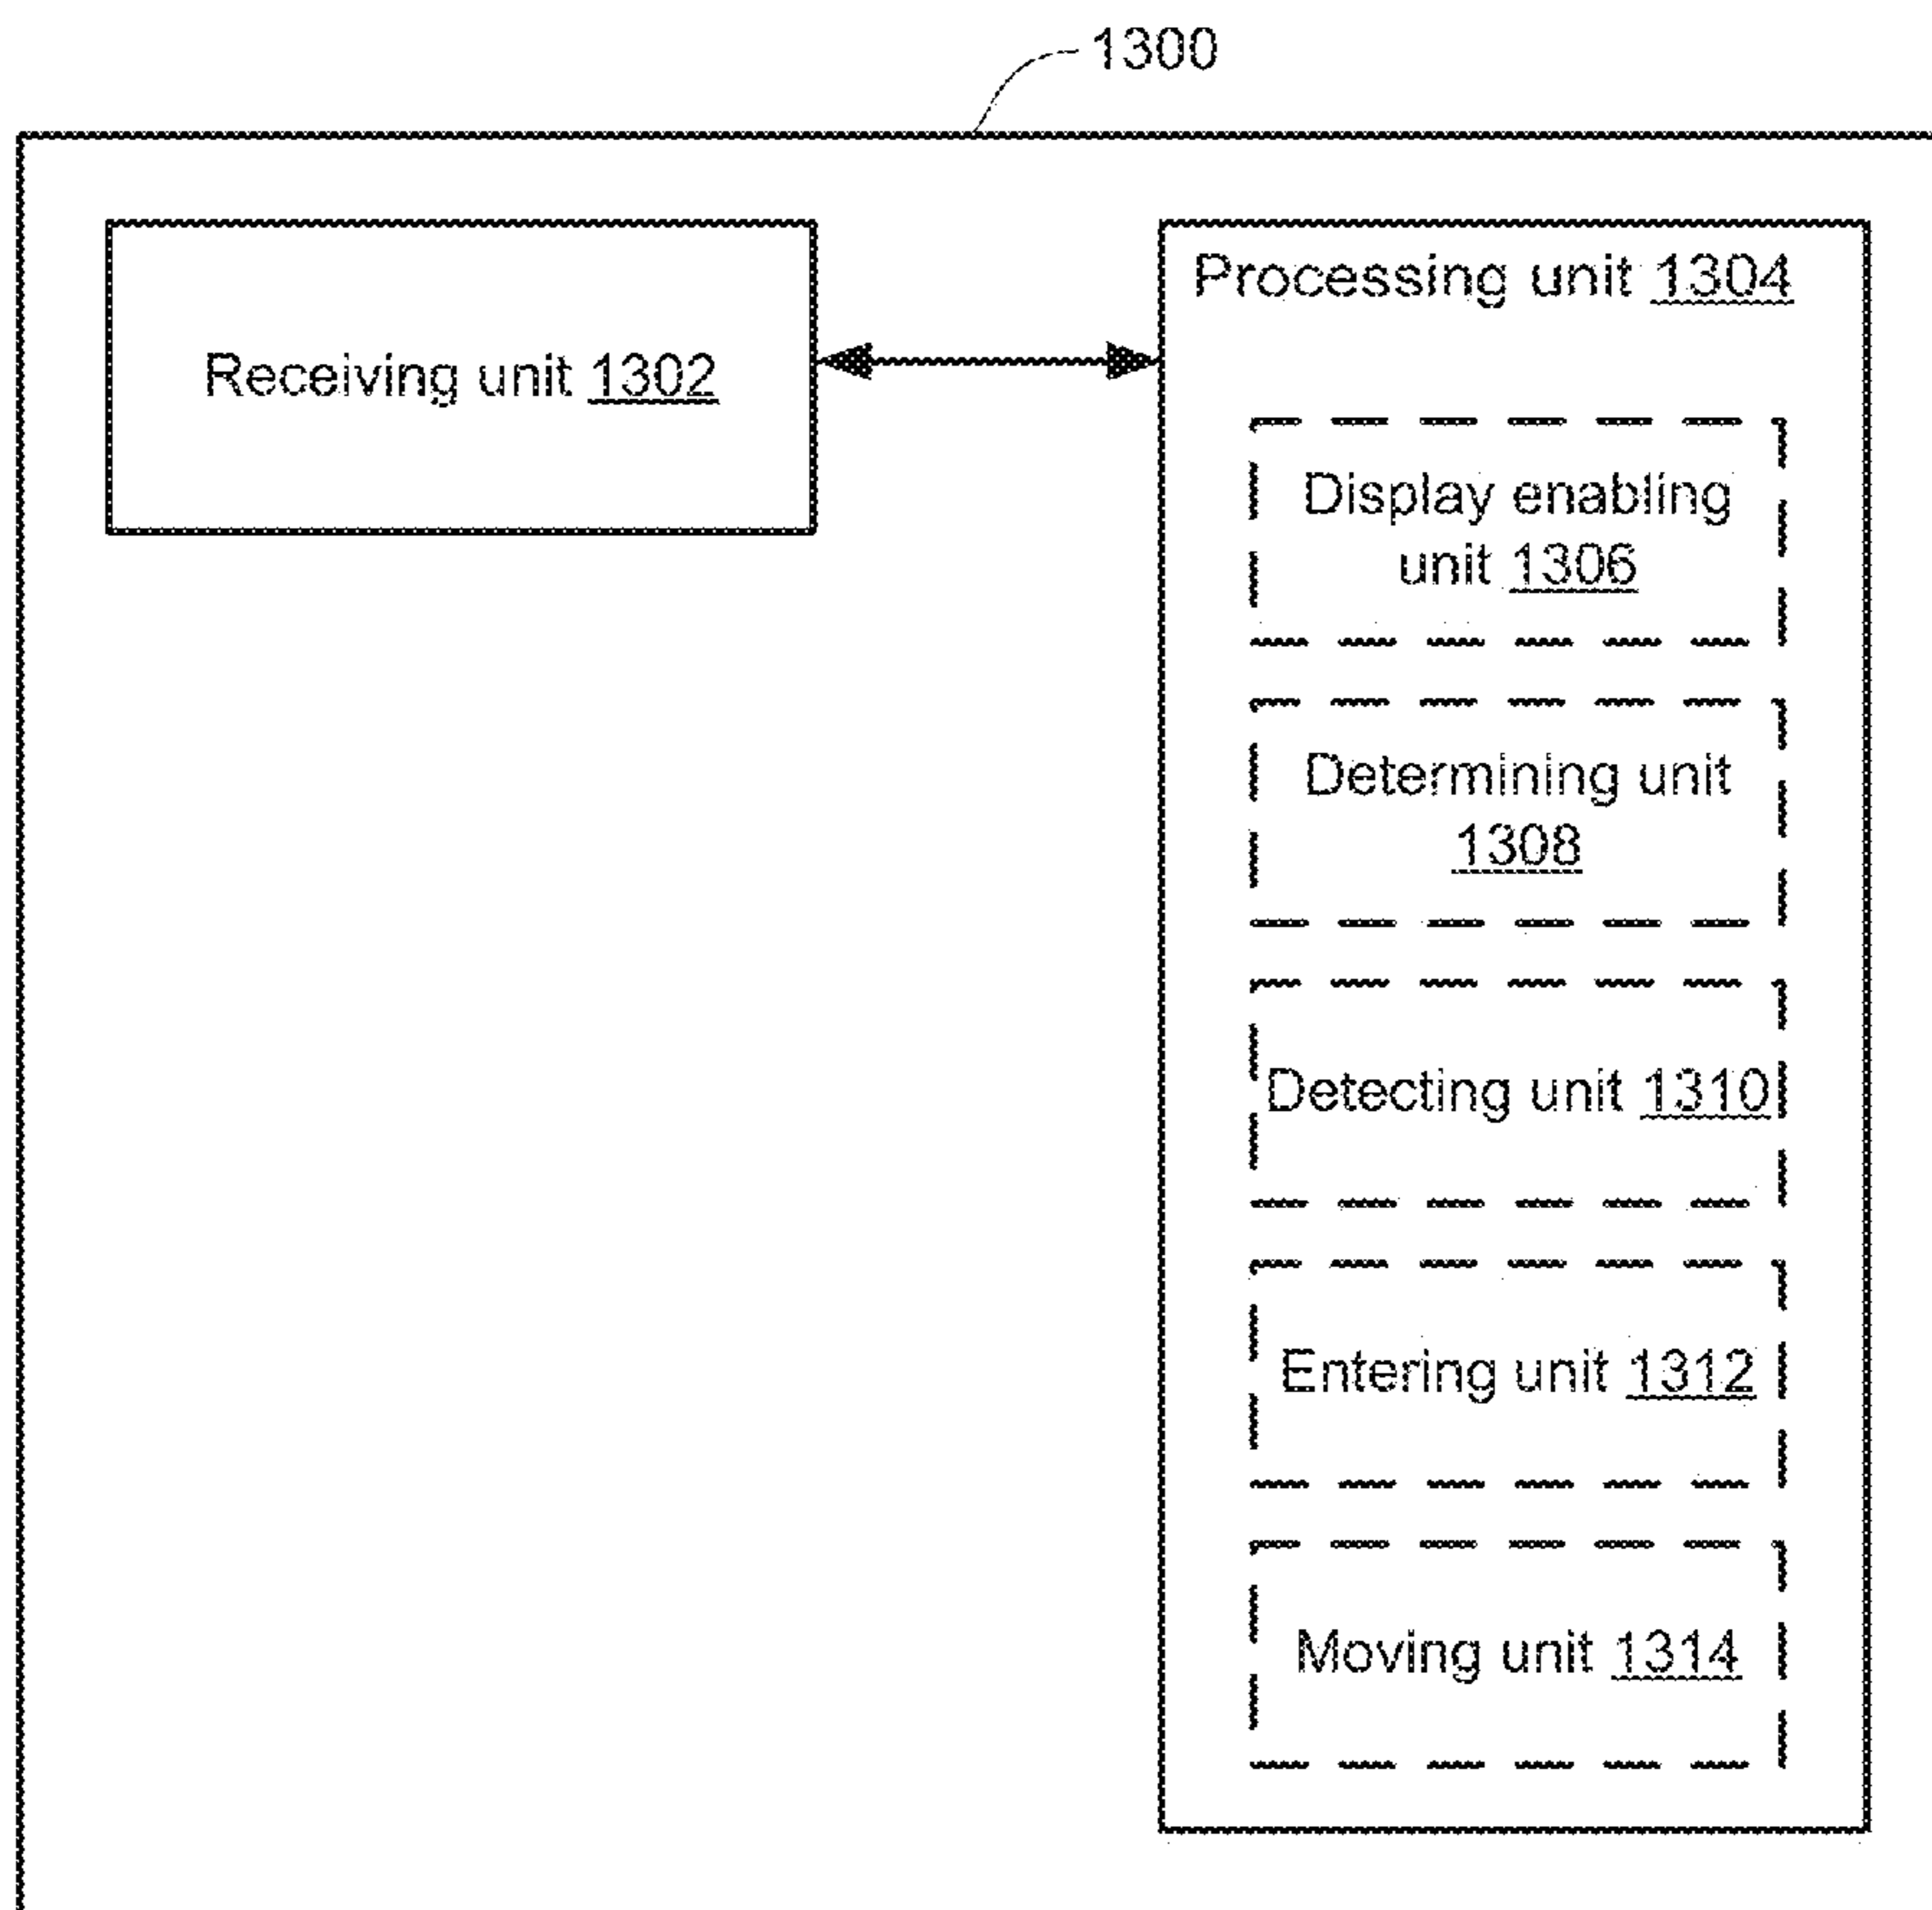 1300
Receiving unit 1302
Processing unit 1304
Display enabling
unit 1306
Determining unit
1308
Detecting unit 1310
Entering unit 1312
Moving unit 1314